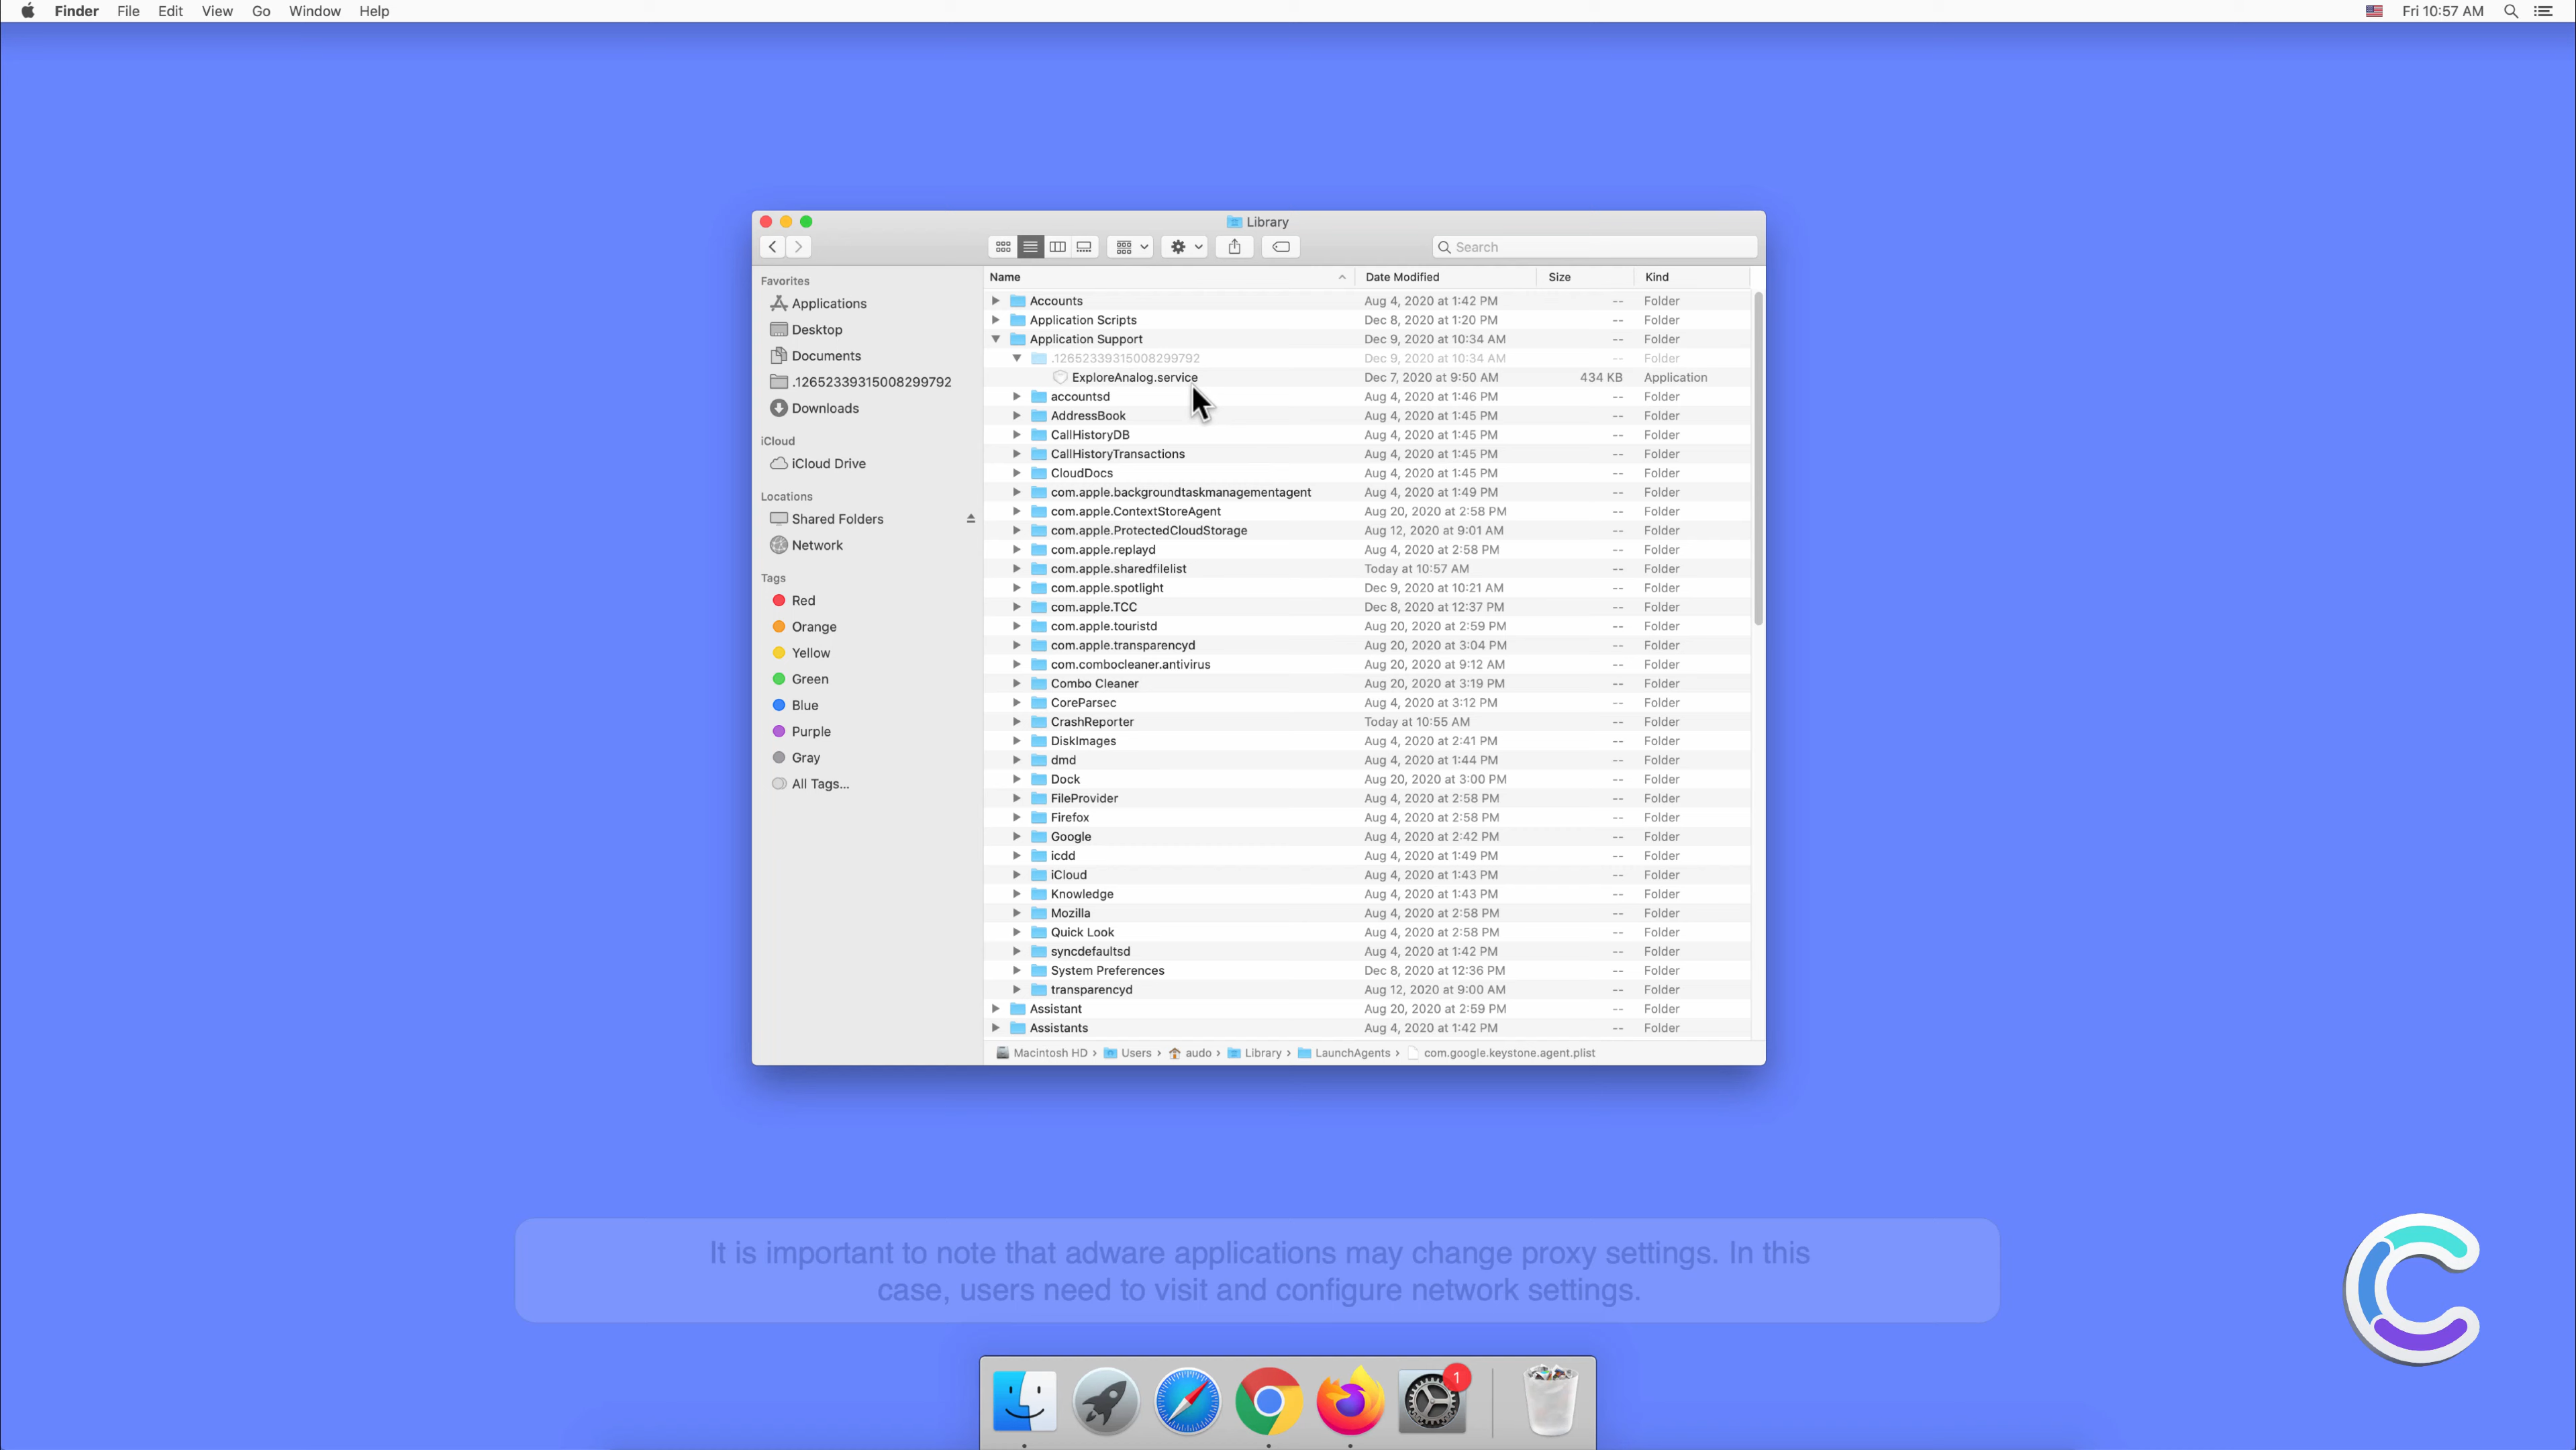 Finder File Edit View Go Window Help Fri 10:57 AM
Library
Search
Favorites
Applications
Desktop
Documents
.12652339315008299792
Downloads
iCloud
iCloud Drive
Locations
Shared Folders
Network
Tags
Red
Orange
Yellow
Green
Blue
Purple
Gray
All Tags...
Name Date Modified Size Kind
Accounts Aug 4, 2020 at 1:42 PM -- Folder
Application Scripts Dec 8, 2020 at 1:20 PM -- Folder
Application Support Dec 9, 2020 at 10:34 AM -- Folder
.12652339315008299792 Dec 9, 2020 at 10:34 AM -- Folder
ExploreAnalog.service Dec 7, 2020 at 9:50 AM 434 KB Application
accountsd Aug 4, 2020 at 1:46 PM -- Folder
AddressBook Aug 4, 2020 at 1:45 PM -- Folder
CallHistoryDB Aug 4, 2020 at 1:45 PM -- Folder
CallHistoryTransactions Aug 4, 2020 at 1:45 PM -- Folder
CloudDocs Aug 4, 2020 at 1:45 PM -- Folder
com.apple.backgroundtaskmanagementagent Aug 4, 2020 at 1:49 PM -- Folder
com.apple.ContextStoreAgent Aug 20, 2020 at 2:58 PM -- Folder
com.apple.ProtectedCloudStorage Aug 12, 2020 at 9:01 AM -- Folder
com.apple.replayd Aug 4, 2020 at 2:58 PM -- Folder
com.apple.sharedfilelist Today at 10:57 AM -- Folder
com.apple.spotlight Dec 9, 2020 at 10:21 AM -- Folder
com.apple.TCC Dec 8, 2020 at 12:37 PM -- Folder
com.apple.touristd Aug 20, 2020 at 2:59 PM -- Folder
com.apple.transparencyd Aug 20, 2020 at 3:04 PM -- Folder
com.combocleaner.antivirus Aug 20, 2020 at 9:12 AM -- Folder
Combo Cleaner Aug 20, 2020 at 3:19 PM -- Folder
CoreParsec Aug 4, 2020 at 3:12 PM -- Folder
CrashReporter Today at 10:55 AM -- Folder
DiskImages Aug 4, 2020 at 2:41 PM -- Folder
dmd Aug 4, 2020 at 1:44 PM -- Folder
Dock Aug 20, 2020 at 3:00 PM -- Folder
FileProvider Aug 4, 2020 at 2:58 PM -- Folder
Firefox Aug 4, 2020 at 2:58 PM -- Folder
Google Aug 4, 2020 at 2:42 PM -- Folder
icdd Aug 4, 2020 at 1:49 PM -- Folder
iCloud Aug 4, 2020 at 1:43 PM -- Folder
Knowledge Aug 4, 2020 at 1:43 PM -- Folder
Mozilla Aug 4, 2020 at 2:58 PM -- Folder
Quick Look Aug 4, 2020 at 2:58 PM -- Folder
syncdefaultsd Aug 4, 2020 at 1:42 PM -- Folder
System Preferences Dec 8, 2020 at 12:36 PM -- Folder
transparencyd Aug 12, 2020 at 9:00 AM -- Folder
Assistant Aug 20, 2020 at 2:59 PM -- Folder
Assistants Aug 4, 2020 at 1:42 PM -- Folder
Macintosh HD › Users › audo › Library › LaunchAgents › com.google.keystone.agent.plist
It is important to note that adware applications may change proxy settings. In this
case, users need to visit and configure network settings.
1